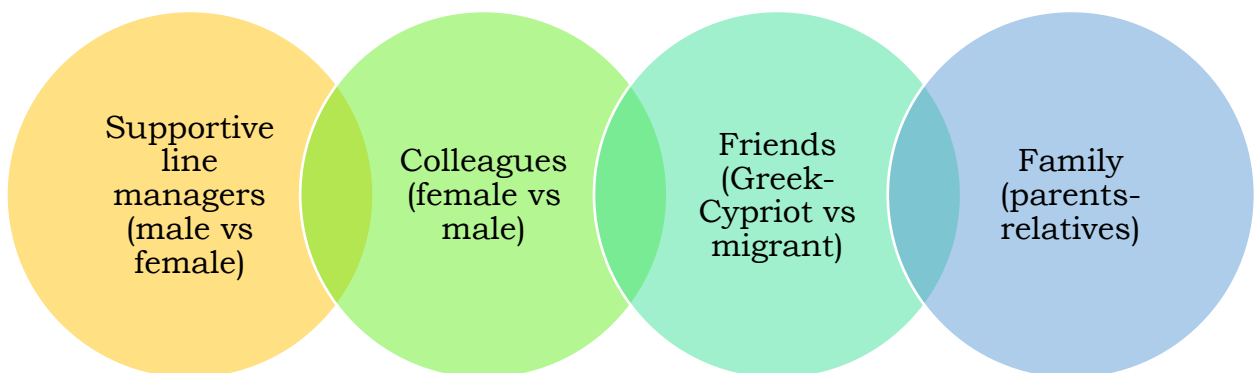 Supportive
line
managers
(male vs
female)
Colleagues
(female vs
male)
Friends
(Greek-
Cypriot vs
migrant)
Family
(parents-
relatives)